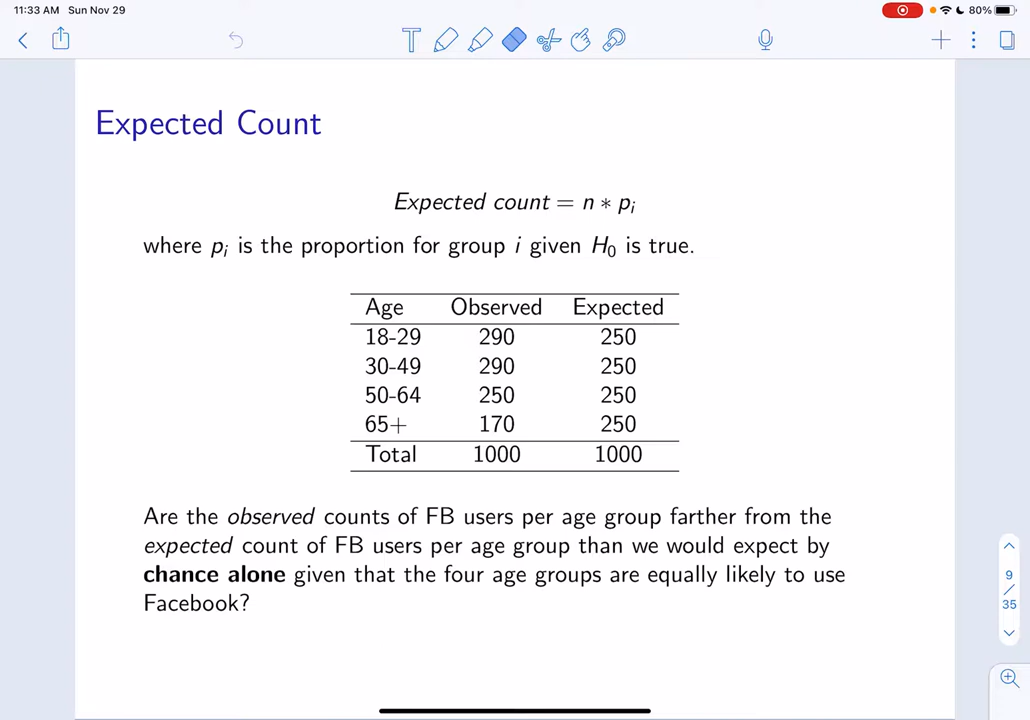 11:33 AM Sun Nov 29 80%
T
Expected Count
Expected count = n ∗ pᵢ
where pᵢ is the proportion for group i given H₀ is true.
Age Observed Expected
18-29 290 250
30-49 290 250
50-64 250 250
65+ 170 250
Total 1000 1000
Are the observed counts of FB users per age group farther from the
expected count of FB users per age group than we would expect by
chance alone given that the four age groups are equally likely to use
Facebook?
9
/
35